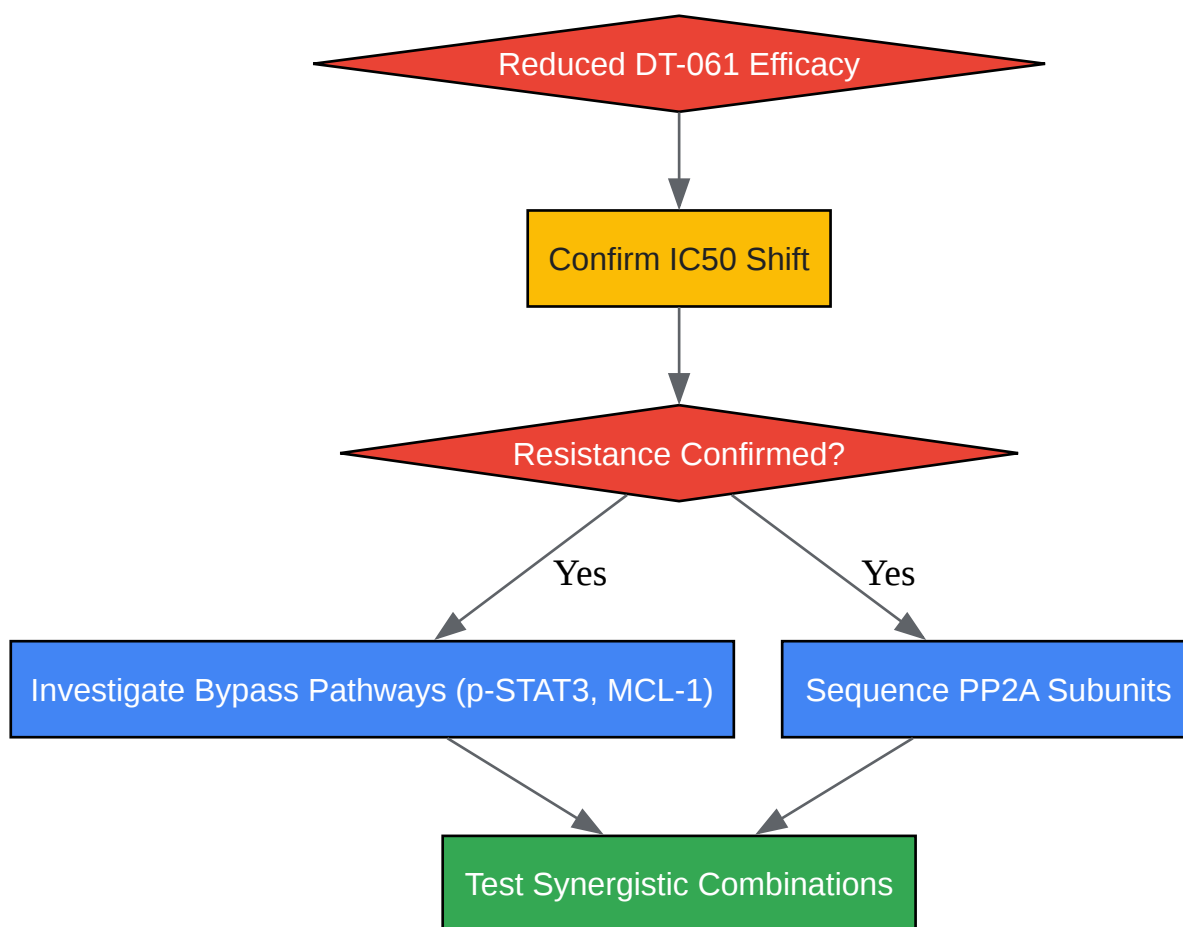 Reduced DT-061 Efficacy
Confirm IC50 Shift
Resistance Confirmed?
Yes
Yes
Investigate Bypass Pathways (p-STAT3, MCL-1)
Sequence PP2A Subunits
Test Synergistic Combinations